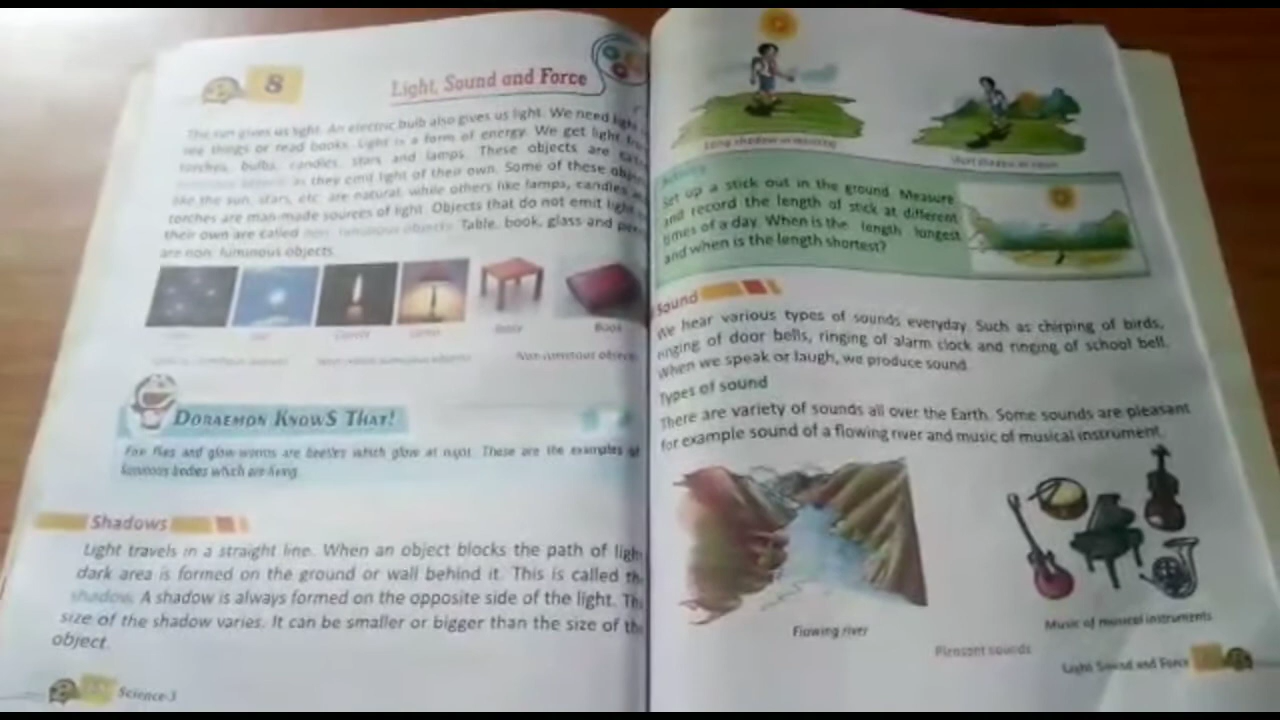 8
Light, Sound and Force
The sun gives us light. An electric bulb also gives us light. We need light
see things or read books. Light is a form of energy. We get light
torches, bulbs, candles, stars and lamps. These objects are
as they emit light of their own. Some of these
like the sun, stars, etc. are natural, while others like lamps, candles
torches are man-made sources of light. Objects that do not emit light
their own are called non- luminous objects. Table, book, glass and
are non- luminous objects.
Candle Lamp Table Book
Non-luminous objects
DORAEMON KNOWS THAT!
Fire flies and glow-worms are beetles which glow at night. These are the examples of
luminous bodies which are living.
Shadows
Light travels in a straight line. When an object blocks the path of light
dark area is formed on the ground or wall behind it. This is called
shadow. A shadow is always formed on the opposite side of the light. The
size of the shadow varies. It can be smaller or bigger than the size of the
object.
Science-3
Long shadow in morning
Short shadow at noon
Activity
Set up a stick out in the ground. Measure
and record the length of stick at different
times of a day. When is the length longest
and when is the length shortest?
Sound
We hear various types of sounds everyday. Such as chirping of birds,
ringing of door bells, ringing of alarm clock and ringing of school bell.
When we speak or laugh, we produce sound.
Types of sound
There are variety of sounds all over the Earth. Some sounds are pleasant
for example sound of a flowing river and music of musical instrument.
Flowing river
Music of musical instruments
Pleasant sounds
Light Sound and Force